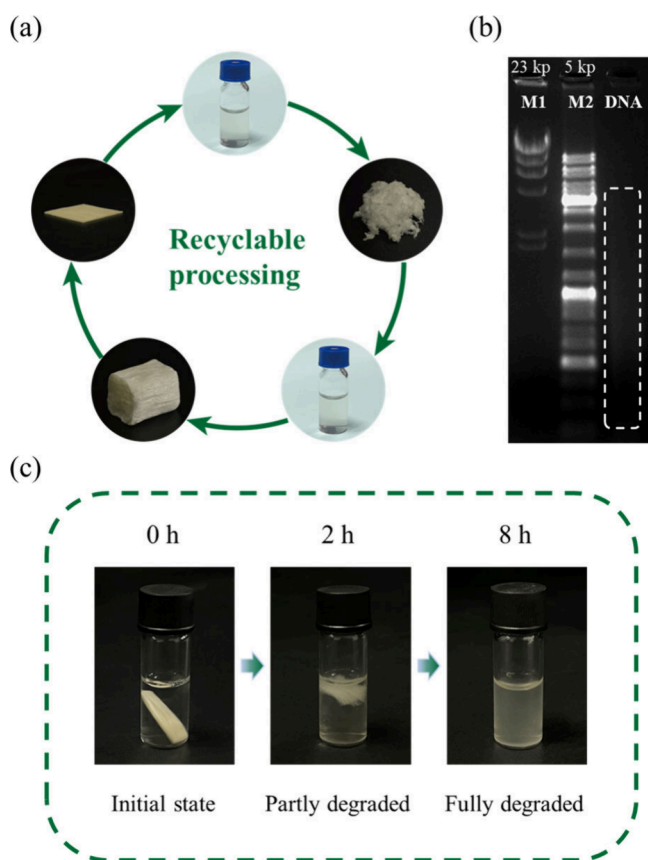 (a)
Recyclable
processing
(b)
23 kp 5 kp
M1 M2 DNA
(c)
0 h 2 h 8 h
Initial state Partly degraded Fully degraded